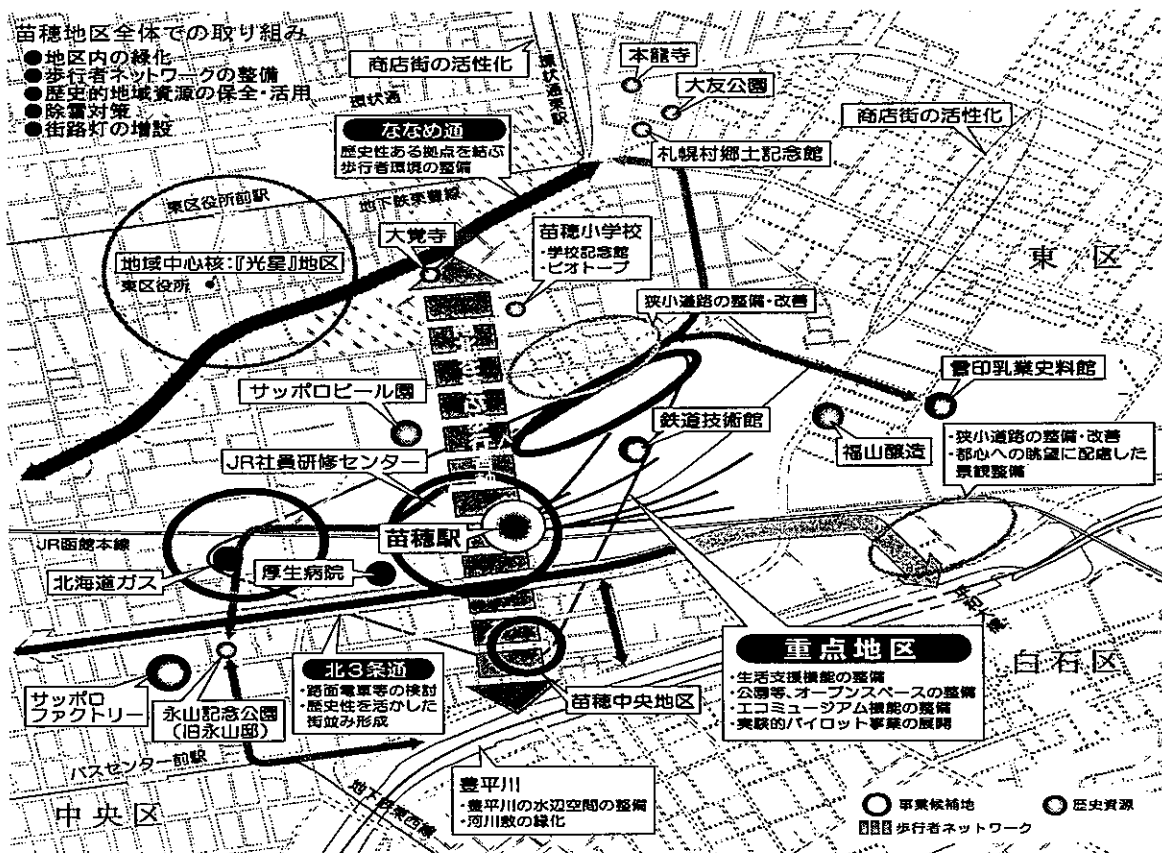 苗穂地区全体での取り組み
●地区内の緑化
●歩行者ネットワークの整備
●歴史的地域資源の保全・活用
●除雪対策
●街路灯の増設
商店街の活性化
環状通
環状通東駅
本龍寺
大友公園
札幌村郷土記念館
商店街の活性化
ななめ通
歴史性ある拠点を結ぶ
歩行者環境の整備
東区役所前駅
地下鉄東豊線
大覚寺
苗穂小学校
・学校記念館
・ビオトープ
東区
地域中心核:『光星』地区
東区役所
狭小道路の整備・改善
サッポロビール園
鉄道技術館
雪印乳業史料館
福山醸造
・狭小道路の整備・改善
・都心への眺望に配慮した
景観整備
JR社員研修センター
苗穂駅
JR函館本線
北海道ガス
厚生病院
重点地区
・生活支援機能の整備
・公園等、オープンスペースの整備
・エコミュージアム機能の整備
・実験的パイロット事業の展開
白石区
北3条通
・路面電車等の検討
・歴史性を活かした
街並み形成
苗穂中央地区
サッポロ
ファクトリー
永山記念公園
(旧永山邸)
バスセンター前駅
地下鉄東西線
中央区
豊平川
・豊平川の水辺空間の整備
・河川敷の緑化
事業候補地
歴史資源
歩行者ネットワーク